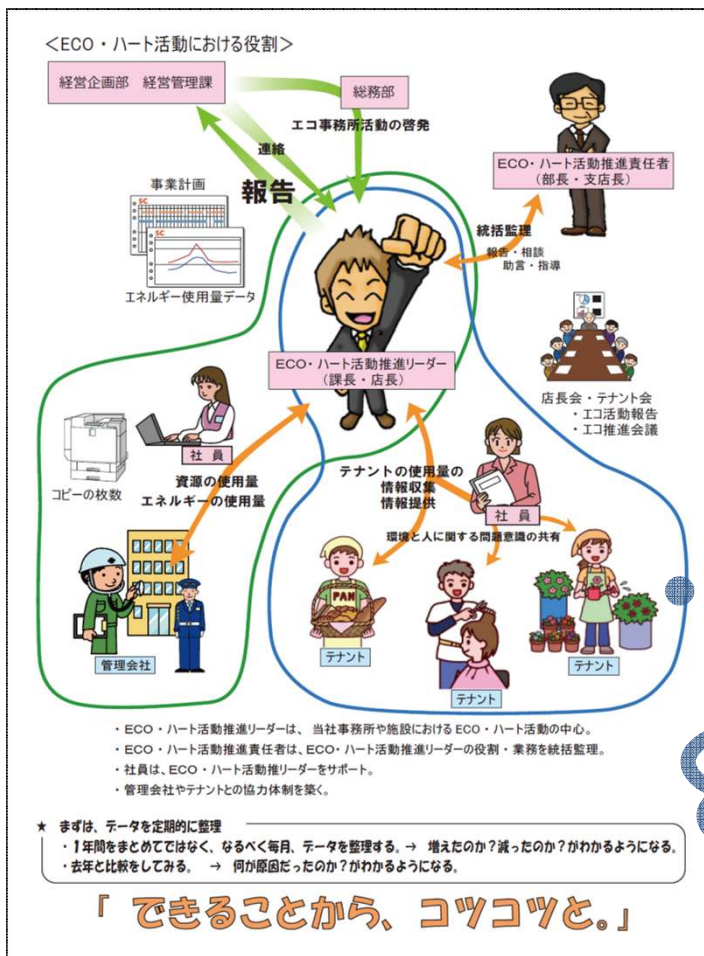 ＜ECO・ハート活動における役割＞
経営企画部　経営管理課
総務部
エコ事務所活動の啓発
連絡
報告
事業計画
SC
SC
エネルギー使用量データ
ECO・ハート活動推進責任者
（部長・支店長）
統括監理
報告・相談
助言・指導
ECO・ハート活動推進リーダー
（課長・店長）
店長会・テナント会
・エコ活動報告
・エコ推進会議
社 員
コピーの枚数
資源の使用量
エネルギーの使用量
テナントの使用量の
情報収集
情報提供
社 員
環境と人に関する問題意識の共有
PAN
管理会社
テナント
テナント
テナント
・ECO・ハート活動推進リーダーは、当社事務所や施設におけるECO・ハート活動の中心。
・ECO・ハート活動推進責任者は、ECO・ハート活動推進リーダーの役割・業務を統括監理。
・社員は、ECO・ハート活動推リーダーをサポート。
・管理会社やテナントとの協力体制を築く。
★ まずは、データを定期的に整理
・１年間をまとめてではなく、なるべく毎月、データを整理する。→ 増えたのか？減ったのか？がわかるようになる。
・去年と比較をしてみる。 → 何が原因だったのか？がわかるようになる。
「できることから、コツコツと。」